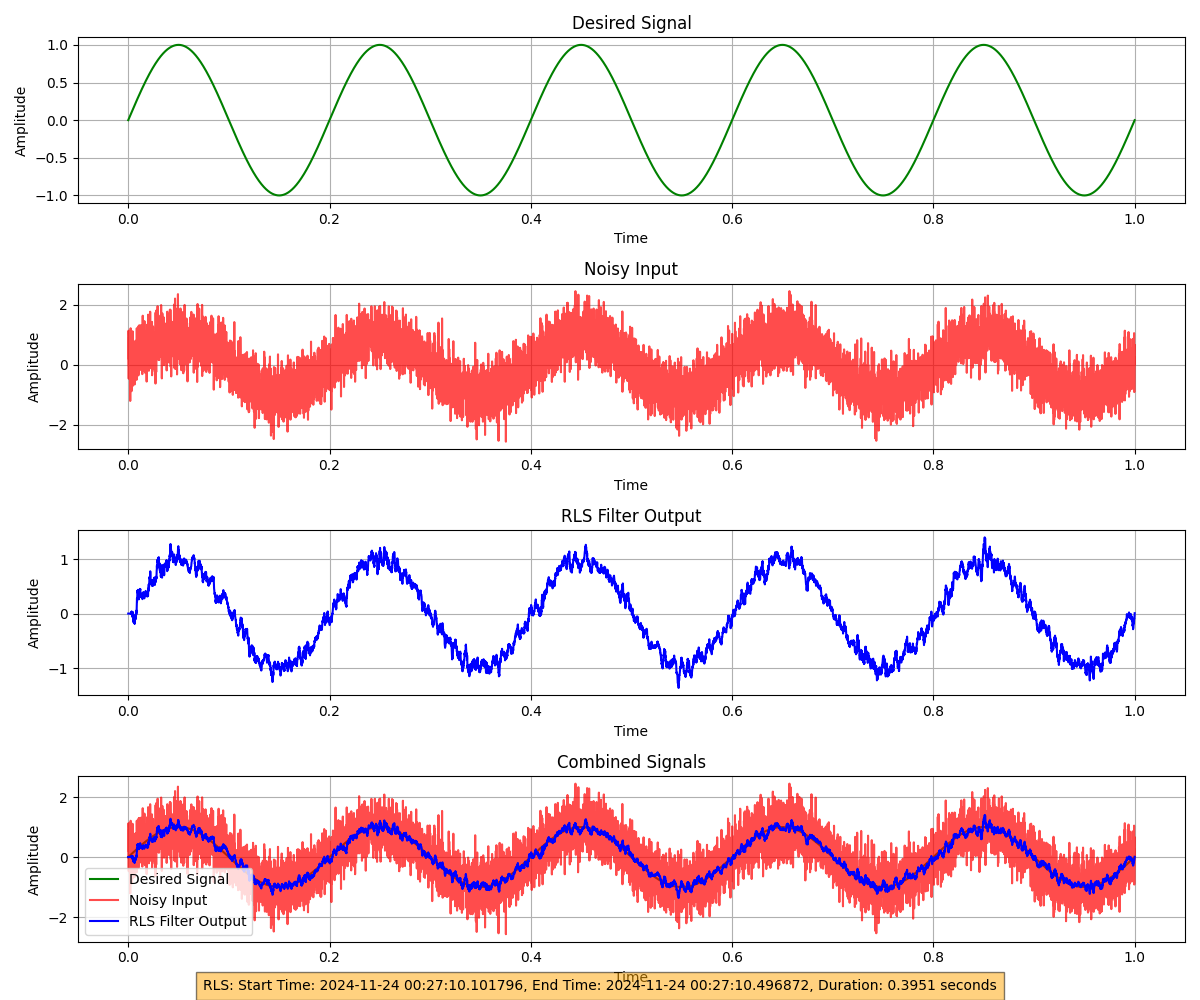 Desired Signal
1.0
0.5
0.0
−0.5
−1.0
Amplitude
0.0 0.2 0.4 0.6 0.8 1.0
Time
Noisy Input
2
0
−2
Amplitude
0.0 0.2 0.4 0.6 0.8 1.0
Time
RLS Filter Output
1
0
−1
Amplitude
0.0 0.2 0.4 0.6 0.8 1.0
Time
Combined Signals
2
0
−2
Amplitude
Desired Signal
Noisy Input
RLS Filter Output
0.0 0.2 0.4 0.6 0.8 1.0
Time
RLS: Start Time: 2024-11-24 00:27:10.101796, End Time: 2024-11-24 00:27:10.496872, Duration: 0.3951 seconds